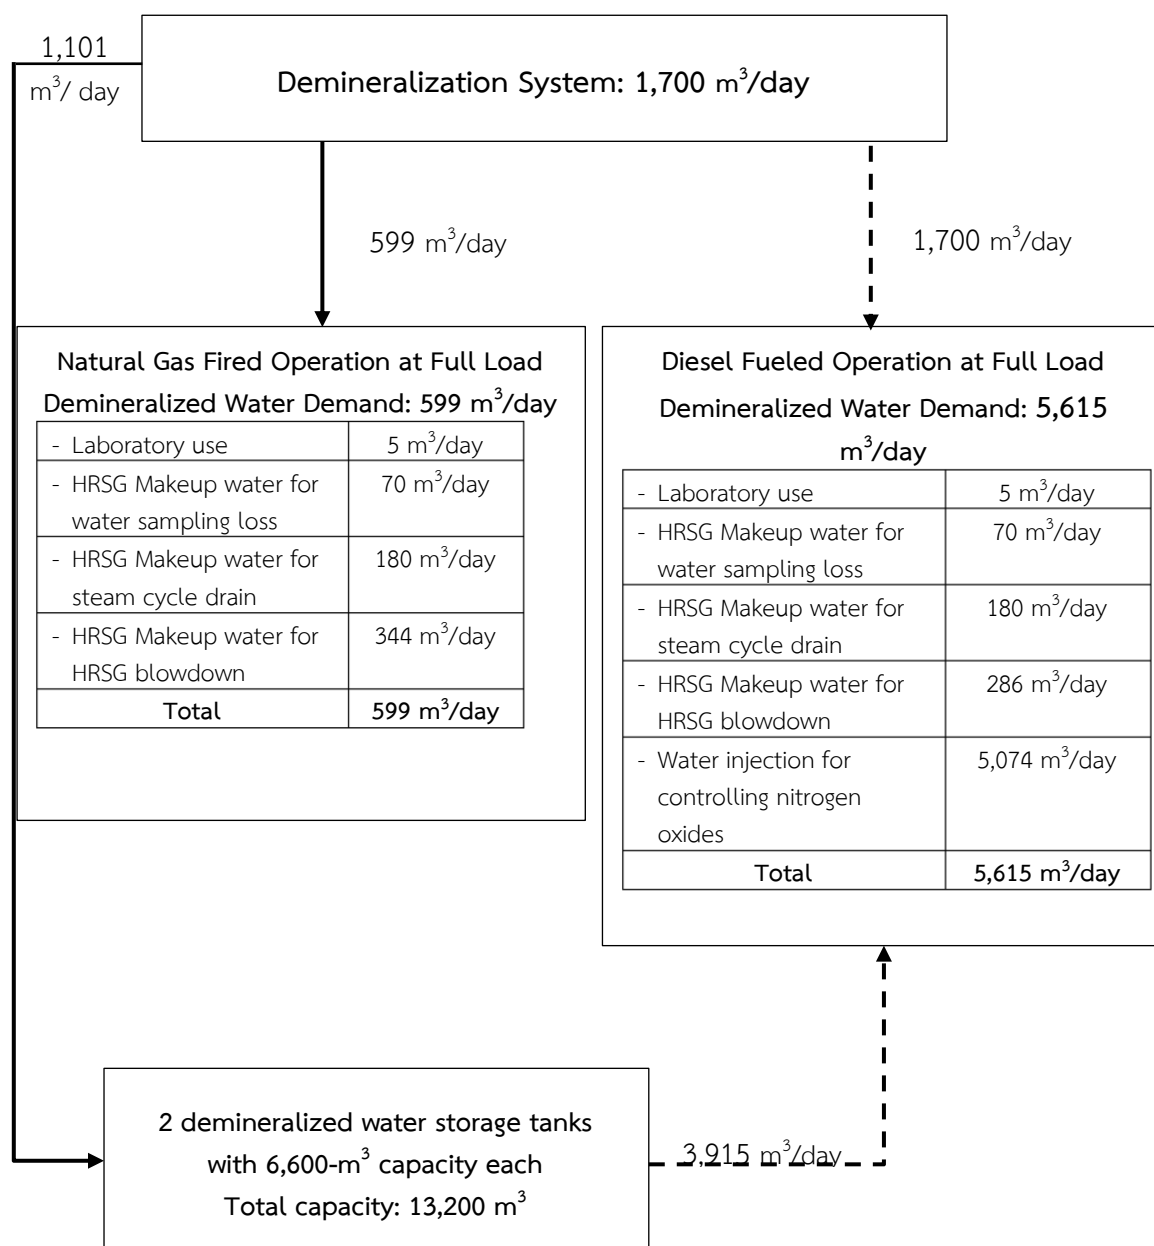 1,101
m³/ day
Demineralization System: 1,700 m³/day
599 m³/day
1,700 m³/day
Natural Gas Fired Operation at Full Load
Demineralized Water Demand: 599 m³/day
- Laboratory use 5 m³/day
- HRSG Makeup water for 70 m³/day
water sampling loss
- HRSG Makeup water for 180 m³/day
steam cycle drain
- HRSG Makeup water for 344 m³/day
HRSG blowdown
Total 599 m³/day
Diesel Fueled Operation at Full Load
Demineralized Water Demand: 5,615
m³/day
- Laboratory use 5 m³/day
- HRSG Makeup water for 70 m³/day
water sampling loss
- HRSG Makeup water for 180 m³/day
steam cycle drain
- HRSG Makeup water for 286 m³/day
HRSG blowdown
- Water injection for 5,074 m³/day
controlling nitrogen
oxides
Total 5,615 m³/day
2 demineralized water storage tanks
with 6,600-m³ capacity each
Total capacity: 13,200 m³
3,915 m³/day